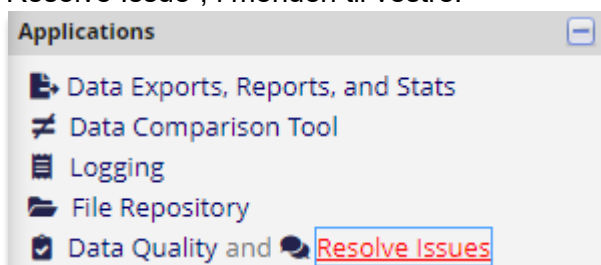 Applications
Data Exports, Reports, and Stats
Data Comparison Tool
Logging
File Repository
Data Quality and Resolve Issues